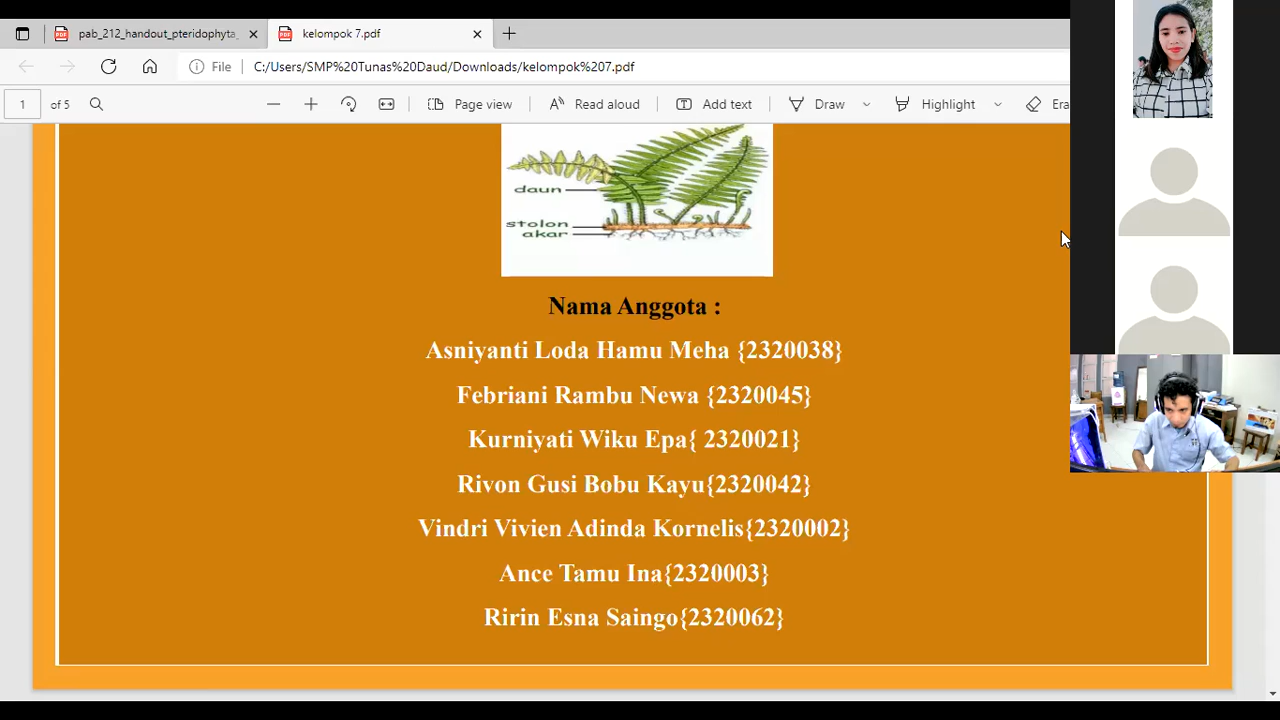 pab_212_handout_pteridophyta_
kelompok 7.pdf
File
C:/Users/SMP%20Tunas%20Daud/Downloads/kelompok%207.pdf
1
of 5
Page view
Read aloud
Add text
Draw
Highlight
Era
daun
stolon
akar
Nama Anggota :
Asniyanti Loda Hamu Meha {2320038}
Febriani Rambu Newa {2320045}
Kurniyati Wiku Epa{ 2320021}
Rivon Gusi Bobu Kayu{2320042}
Vindri Vivien Adinda Kornelis{2320002}
Ance Tamu Ina{2320003}
Ririn Esna Saingo{2320062}